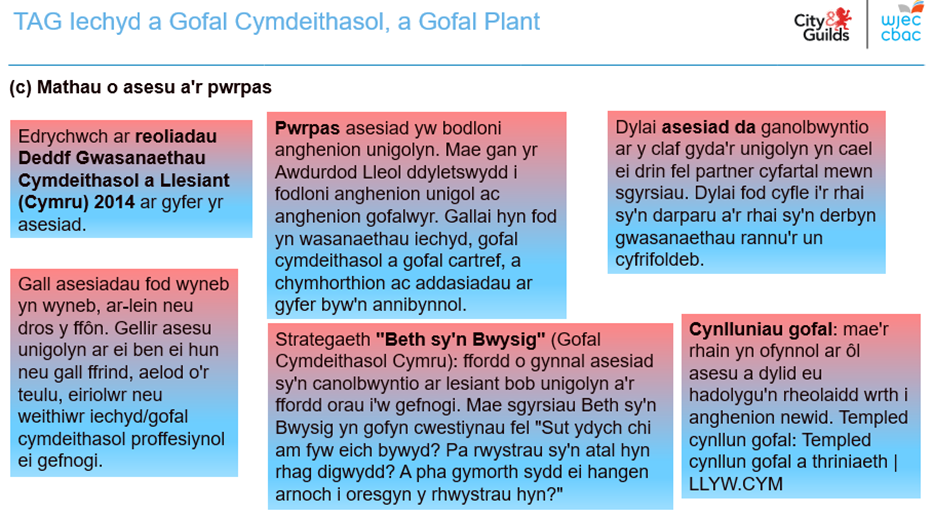 TAG Iechyd a Gofal Cymdeithasol, a Gofal Plant
City&
Guilds
wjec
cbac
(c) Mathau o asesu a'r pwrpas
Edrychwch ar reoliadau
Deddf Gwasanaethau
Cymdeithasol a Llesiant
(Cymru) 2014 ar gyfer yr
asesiad.
Pwrpas asesiad yw bodloni
anghenion unigolyn. Mae gan yr
Awdurdod Lleol ddyletswydd i
fodloni anghenion unigol ac
anghenion gofalwyr. Gallai hyn fod
yn wasanaethau iechyd, gofal
cymdeithasol a gofal cartref, a
chymhorthion ac addasiadau ar
gyfer byw'n annibynnol.
Dylai asesiad da ganolbwyntio
ar y claf gyda'r unigolyn yn cael
ei drin fel partner cyfartal mewn
sgyrsiau. Dylai fod cyfle i'r rhai
sy'n darparu a'r rhai sy'n derbyn
gwasanaethau rannu'r un
cyfrifoldeb.
Gall asesiadau fod wyneb
yn wyneb, ar-lein neu
dros y ffôn. Gellir asesu
unigolyn ar ei ben ei hun
neu gall ffrind, aelod o'r
teulu, eiriolwr neu
weithiwr iechyd/gofal
cymdeithasol proffesiynol
ei gefnogi.
Strategaeth "Beth sy'n Bwysig" (Gofal
Cymdeithasol Cymru): ffordd o gynnal asesiad
sy'n canolbwyntio ar lesiant bob unigolyn a'r
ffordd orau i'w gefnogi. Mae sgyrsiau Beth sy'n
Bwysig yn gofyn cwestiynau fel "Sut ydych chi
am fyw eich bywyd? Pa rwystrau sy'n atal hyn
rhag digwydd? A pha gymorth sydd ei hangen
arnoch i oresgyn y rhwystrau hyn?"
Cynlluniau gofal: mae'r
rhain yn ofynnol ar ôl
asesu a dylid eu
hadolygu'n rheolaidd wrth i
anghenion newid. Templed
cynllun gofal: Templed
cynllun gofal a thriniaeth |
LLYW.CYM